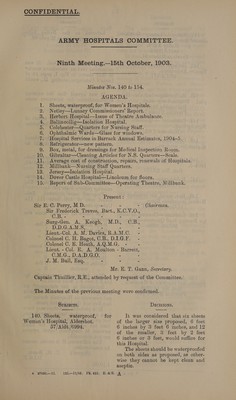 CONFIDENTIAL.
ARMY HOSPITALS COMMITTEE.
Ninth Meeting.—15th October, 1903.
Minutes Nos. 140 to 154.
AGENDA.
1. Sheets, waterproof, for Women's Hospitals.
2. Netley—Lunacy Commissioners' Report.
3. Herbert Hospital—Issue of Theatre Ambulance.
4. Ballincollig—Isolation Hospital.
5. Colchester—Quarters for Nursing Staff.
6. Ophthalmic Wards—Glass for windows.
7. Hospital Services in Barrack Annual Estimates, 1904-5.
8. Refrigerator—new pattern.
9. Box, metal, for dressings for Medical Inspection Room.
10. Gibraltar—Cleaning Articles for N.S. Quarters—Scale.
11. Average cost of construction, repairs, renewals of Hospitals.
12. Millbank—Nursing Staff Quarters.
13. Jersey—Isolation Hospital.
14. Dover Castle Hospital—Linoleum for floors.
15. Report of Sub-Committee—Operating Theatre, Millbank.
Present:
Sir E. C. Perry, M.D. - - - Chairman.
Sir Frederick Treves, Bart., K.C.V.O.,
C.B. -
Surg.-Gen. A. Keogh, M.D., C.B.,
D.D.G.A.M.S.
Lieut.-Col. A. M. Davies, R.A.M.C. -
Colonel C. H. Bagot, C.B., D.I.G.F. -
Colonel C. B. Heath, A.Q.M.G. - -
Lieut. - Col. E. A. Moulton - Barrett,
C.M.G., D.A.D.G.O.
J. M. Bull, Esq. - - -
Mr. E. T. Gann, Secretary.
Captain Thuillier, R.E., attended by request of the Committee.
The Minutes of the previous meeting were confirmed.
SUBJECT.
140. Sheets, waterproof, for
Women's Hospital, Aldershot.
DECISION.
It was considered that six sheets
of the larger size proposed, 6 feet
6 inches by 3 feet 6 inches, and 12
of the smaller, 3 feet by 2 feet
6 inches or 3 feet, would suffice for
this Hospital.
The sheets should be waterproofed
on both sides as proposed, or otherwise
they cannot be kept clean and
aseptic.
A